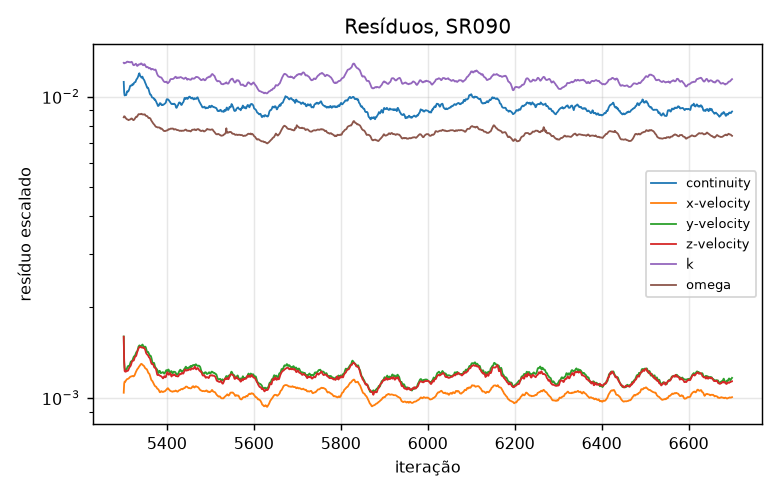 Resíduos, SR090
resíduo escalado
10⁻²
10⁻³
continuity
x-velocity
y-velocity
z-velocity
k
omega
5400 5600 5800 6000 6200 6400 6600
iteração